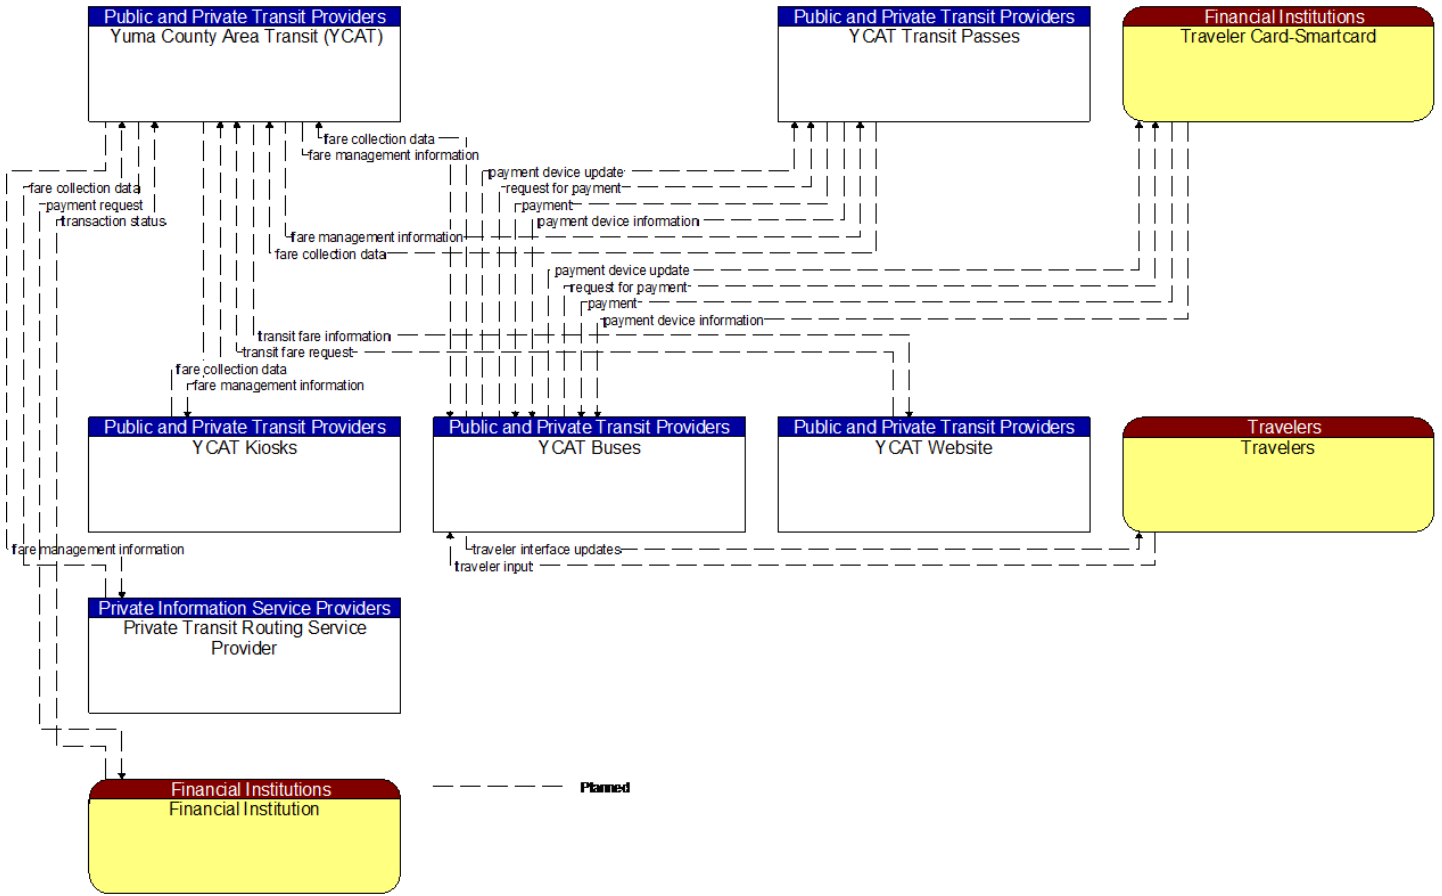 Public and Private Transit Providers
Yuma County Area Transit (YCAT)
Public and Private Transit Providers
YCAT Transit Passes
Financial Institutions
Traveler Card-Smartcard
fare collection data
fare management information
payment device update
fare collection data
request for payment
payment request
payment
transaction status
payment device information
fare management information
fare collection data
payment device update
request for payment
payment
payment device information
transit fare information
transit fare request
fare collection data
fare management information
Public and Private Transit Providers
YCAT Kiosks
Public and Private Transit Providers
YCAT Buses
Public and Private Transit Providers
YCAT Website
Travelers
Travelers
fare management information
traveler interface updates
traveler input
Private Information Service Providers
Private Transit Routing Service
Provider
Financial Institutions
Financial Institution
Planned